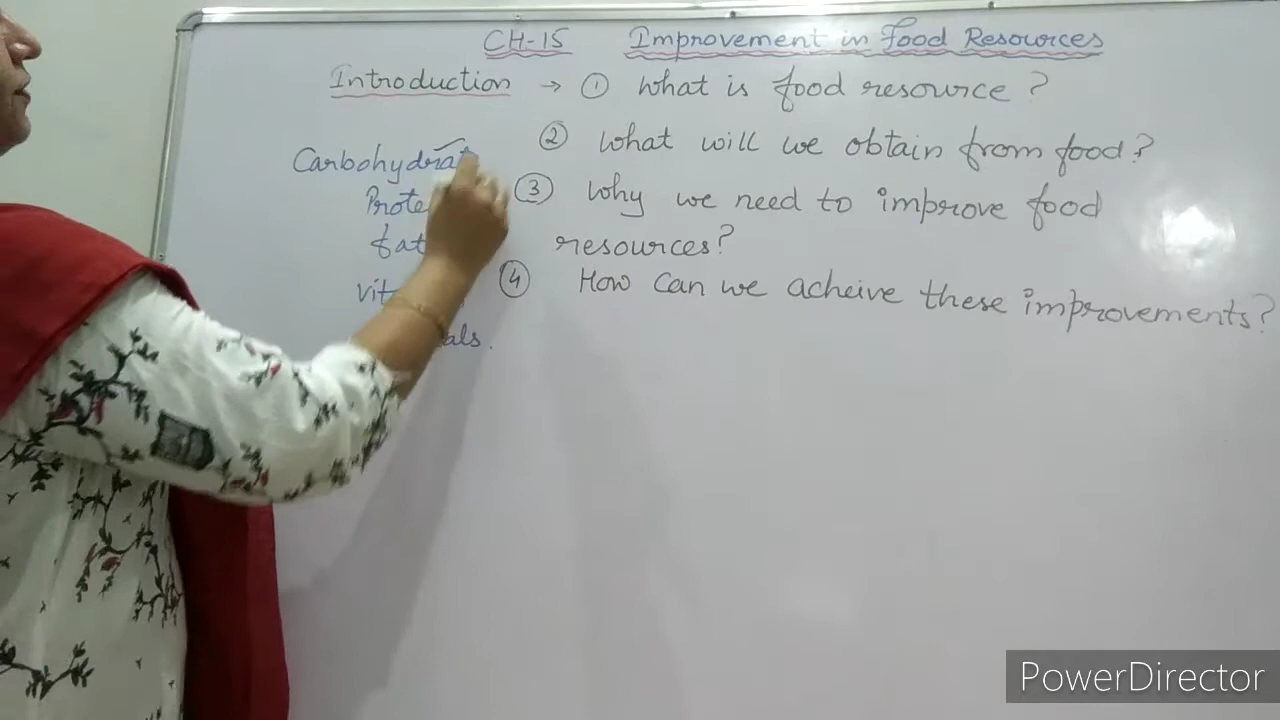 CH-15 Improvement in Food Resources
Introduction → ① What is food resource?
② What will we obtain from food?
③ Why we need to improve food
resources?
④ How can we acheive these improvements?
Carbohydrat
Prote
fat
Vit
als.
PowerDirector